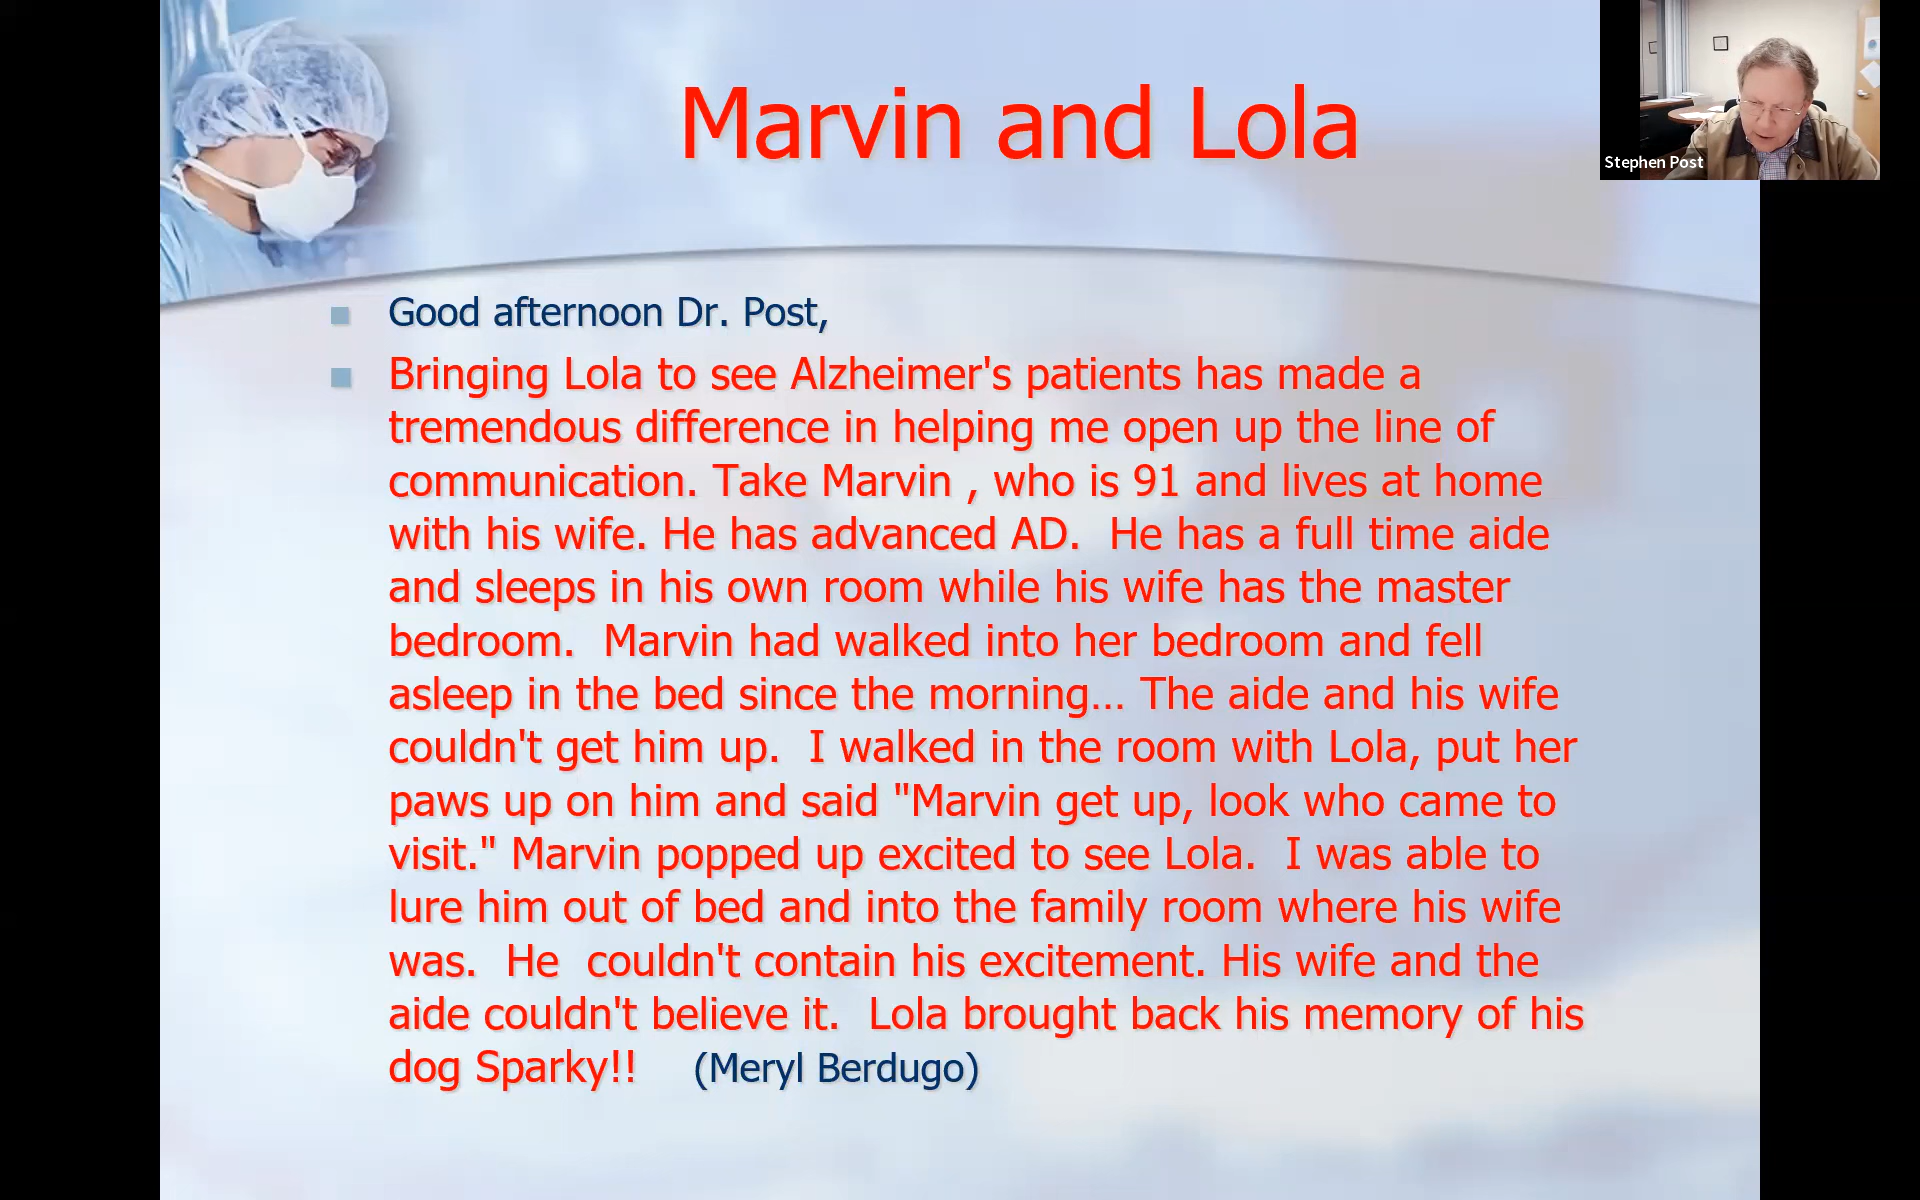 Marvin and Lola
Stephen Post
Good afternoon Dr. Post,
Bringing Lola to see Alzheimer's patients has made a
tremendous difference in helping me open up the line of
communication. Take Marvin , who is 91 and lives at home
with his wife. He has advanced AD.  He has a full time aide
and sleeps in his own room while his wife has the master
bedroom.  Marvin had walked into her bedroom and fell
asleep in the bed since the morning... The aide and his wife
couldn't get him up.  I walked in the room with Lola, put her
paws up on him and said "Marvin get up, look who came to
visit." Marvin popped up excited to see Lola.  I was able to
lure him out of bed and into the family room where his wife
was.  He  couldn't contain his excitement. His wife and the
aide couldn't believe it.  Lola brought back his memory of his
dog Sparky!!    (Meryl Berdugo)